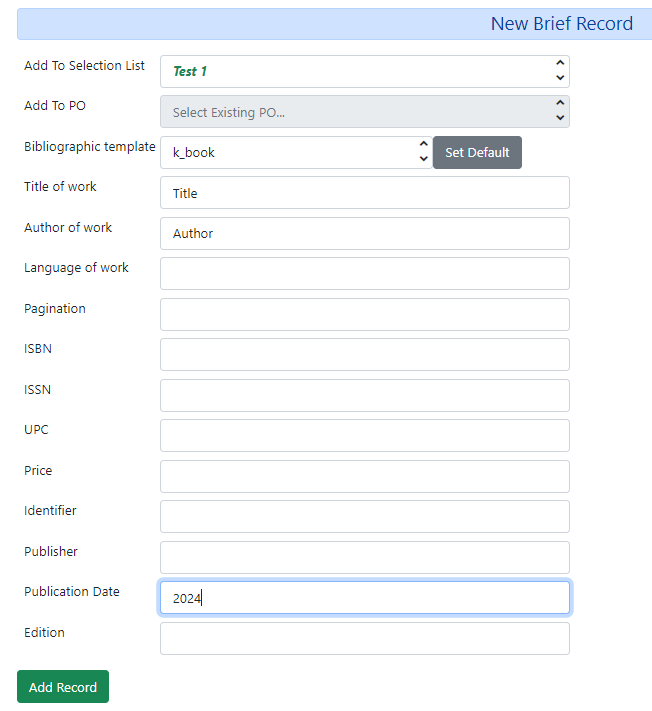 New Brief Record
Add To Selection List Test 1
Add To PO Select Existing PO...
Bibliographic template k_book Set Default
Title of work Title
Author of work Author
Language of work
Pagination
ISBN
ISSN
UPC
Price
Identifier
Publisher
Publication Date 2024
Edition
Add Record